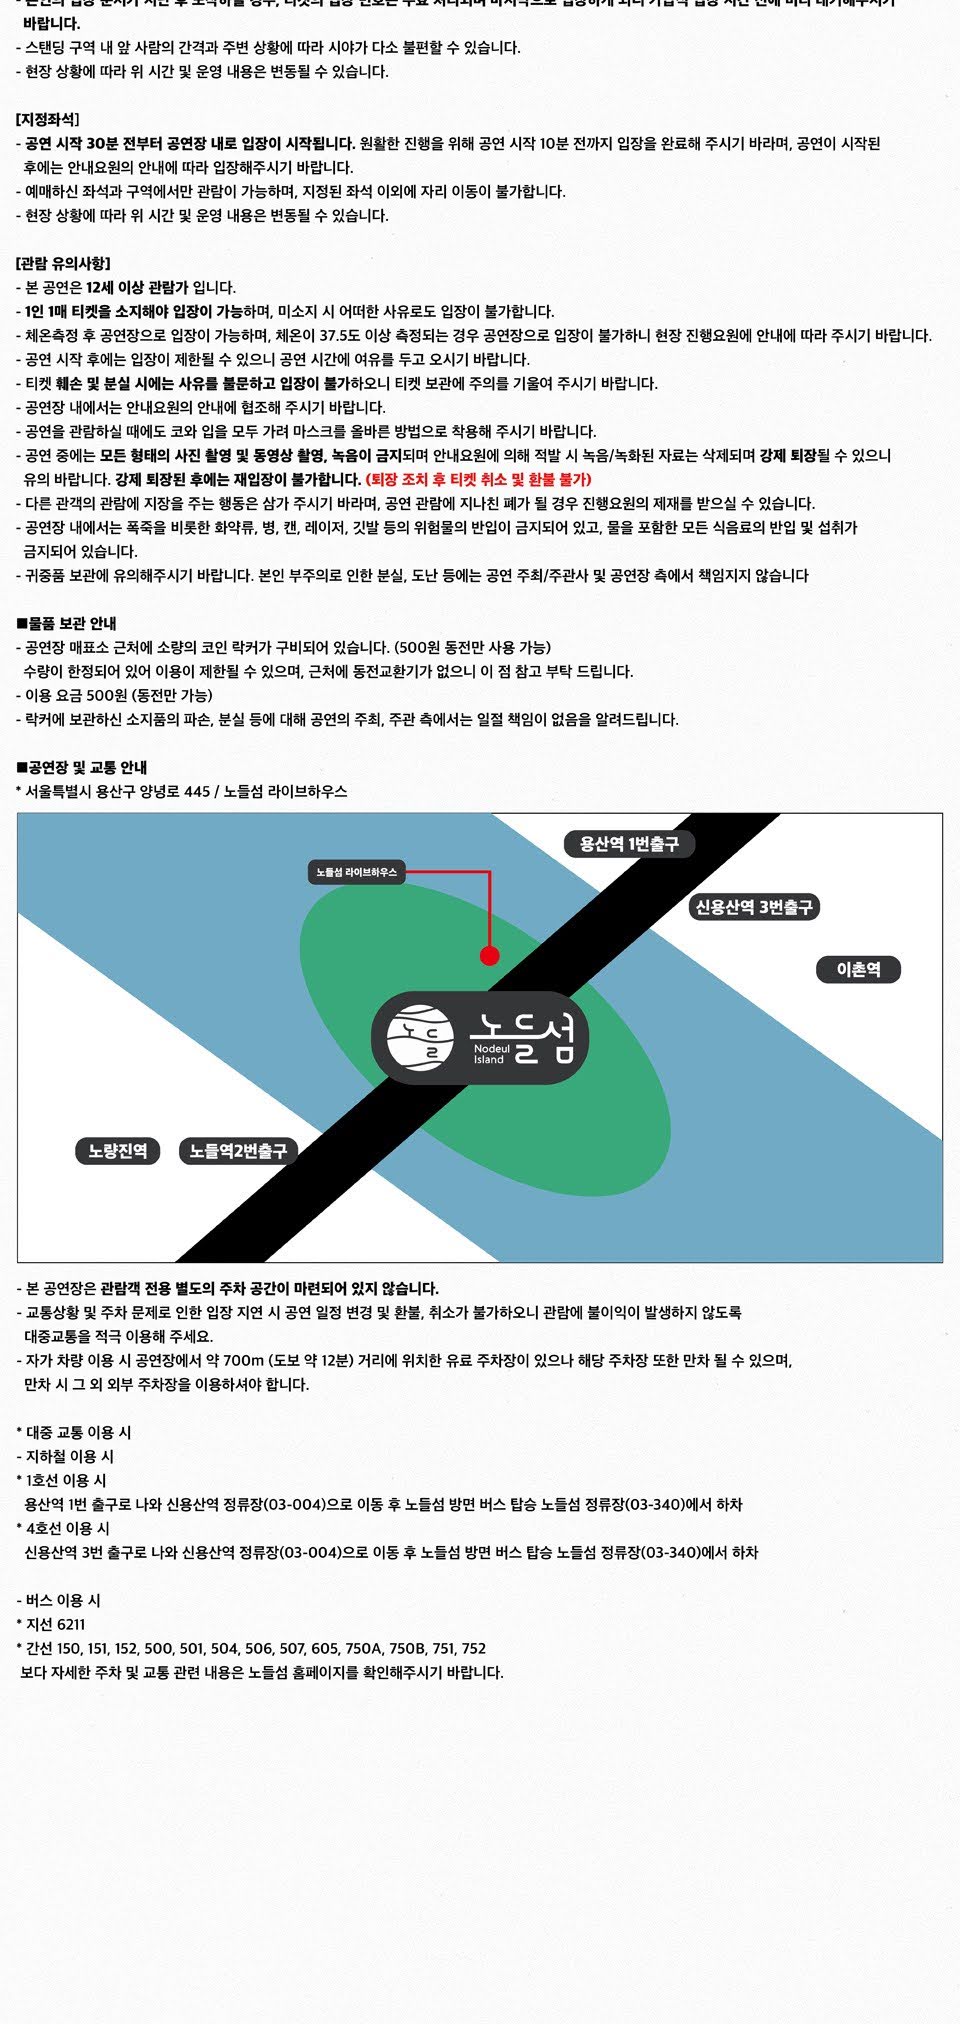 바랍니다.
- 스탠딩 구역 내 앞 사람의 간격과 주변 상황에 따라 시야가 다소 불편할 수 있습니다.
- 현장 상황에 따라 위 시간 및 운영 내용은 변동될 수 있습니다.
[지정좌석]
- 공연 시작 30분 전부터 공연장 내로 입장이 시작됩니다. 원활한 진행을 위해 공연 시작 10분 전까지 입장을 완료해 주시기 바라며, 공연이 시작된
후에는 안내요원의 안내에 따라 입장해주시기 바랍니다.
- 예매하신 좌석과 구역에서만 관람이 가능하며, 지정된 좌석 이외에 자리 이동이 불가합니다.
- 현장 상황에 따라 위 시간 및 운영 내용은 변동될 수 있습니다.
[관람 유의사항]
- 본 공연은 12세 이상 관람가 입니다.
- 1인 1매 티켓을 소지해야 입장이 가능하며, 미소지 시 어떠한 사유로도 입장이 불가합니다.
- 체온측정 후 공연장으로 입장이 가능하며, 체온이 37.5도 이상 측정되는 경우 공연장으로 입장이 불가하니 현장 진행요원에 안내에 따라 주시기 바랍니다.
- 공연 시작 후에는 입장이 제한될 수 있으니 공연 시간에 여유를 두고 오시기 바랍니다.
- 티켓 훼손 및 분실 시에는 사유를 불문하고 입장이 불가하오니 티켓 보관에 주의를 기울여 주시기 바랍니다.
- 공연장 내에서는 안내요원의 안내에 협조해 주시기 바랍니다.
- 공연을 관람하실 때에도 코와 입을 모두 가려 마스크를 올바른 방법으로 착용해 주시기 바랍니다.
- 공연 중에는 모든 형태의 사진 촬영 및 동영상 촬영, 녹음이 금지되며 안내요원에 의해 적발 시 녹음/녹화된 자료는 삭제되며 강제 퇴장될 수 있으니
유의 바랍니다. 강제 퇴장된 후에는 재입장이 불가합니다. (퇴장 조치 후 티켓 취소 및 환불 불가)
- 다른 관객의 관람에 지장을 주는 행동은 삼가 주시기 바라며, 공연 관람에 지나친 폐가 될 경우 진행요원의 제재를 받으실 수 있습니다.
- 공연장 내에서는 폭죽을 비롯한 화약류, 병, 캔, 레이저, 깃발 등의 위험물의 반입이 금지되어 있고, 물을 포함한 모든 식음료의 반입 및 섭취가
금지되어 있습니다.
- 귀중품 보관에 유의해주시기 바랍니다. 본인 부주의로 인한 분실, 도난 등에는 공연 주최/주관사 및 공연장 측에서 책임지지 않습니다
■물품 보관 안내
- 공연장 매표소 근처에 소량의 코인 락커가 구비되어 있습니다. (500원 동전만 사용 가능)
수량이 한정되어 있어 이용이 제한될 수 있으며, 근처에 동전교환기가 없으니 이 점 참고 부탁 드립니다.
- 이용 요금 500원 (동전만 가능)
- 락커에 보관하신 소지품의 파손, 분실 등에 대해 공연의 주최, 주관 측에서는 일절 책임이 없음을 알려드립니다.
■공연장 및 교통 안내
* 서울특별시 용산구 양녕로 445 / 노들섬 라이브하우스
용산역 1번출구
노들섬 라이브하우스
신용산역 3번출구
이촌역
노들
노들섬
Nodeul
Island
노량진역
노들역2번출구
- 본 공연장은 관람객 전용 별도의 주차 공간이 마련되어 있지 않습니다.
- 교통상황 및 주차 문제로 인한 입장 지연 시 공연 일정 변경 및 환불, 취소가 불가하오니 관람에 불이익이 발생하지 않도록
대중교통을 적극 이용해 주세요.
- 자가 차량 이용 시 공연장에서 약 700m (도보 약 12분) 거리에 위치한 유료 주차장이 있으나 해당 주차장 또한 만차 될 수 있으며,
만차 시 그 외 외부 주차장을 이용하셔야 합니다.
* 대중 교통 이용 시
- 지하철 이용 시
* 1호선 이용 시
용산역 1번 출구로 나와 신용산역 정류장(03-004)으로 이동 후 노들섬 방면 버스 탑승 노들섬 정류장(03-340)에서 하차
* 4호선 이용 시
신용산역 3번 출구로 나와 신용산역 정류장(03-004)으로 이동 후 노들섬 방면 버스 탑승 노들섬 정류장(03-340)에서 하차
- 버스 이용 시
* 지선 6211
* 간선 150, 151, 152, 500, 501, 504, 506, 507, 605, 750A, 750B, 751, 752
보다 자세한 주차 및 교통 관련 내용은 노들섬 홈페이지를 확인해주시기 바랍니다.